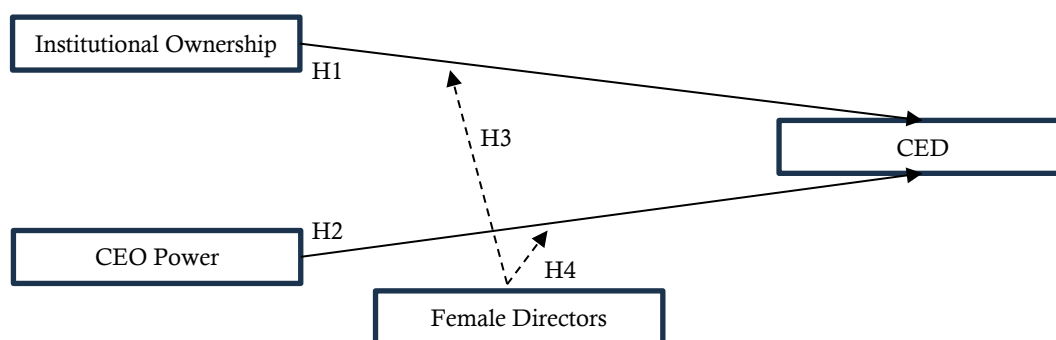 Institutional Ownership
H1
H3
CED
H2
CEO Power
H4
Female Directors